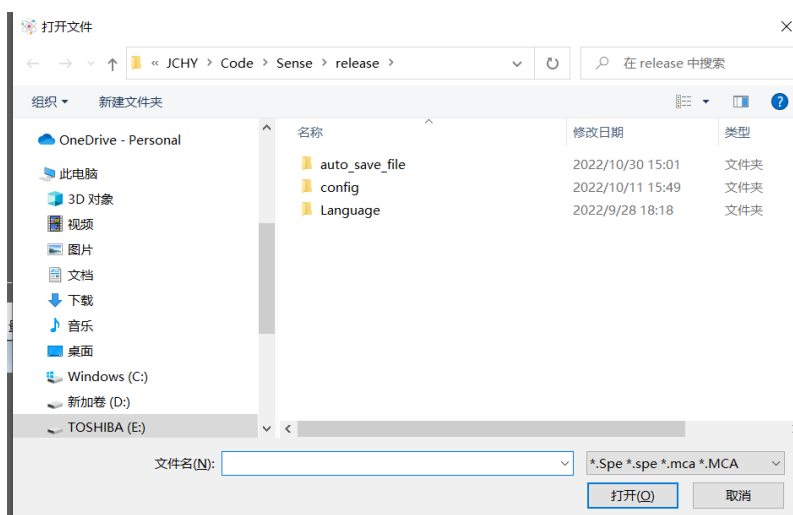 打开文件
« JCHY > Code > Sense > release >
在 release 中搜索
组织
新建文件夹
OneDrive - Personal
此电脑
3D 对象
视频
图片
文档
下载
音乐
桌面
Windows (C:)
新加卷 (D:)
TOSHIBA (E:)
名称 修改日期 类型
auto_save_file 2022/10/30 15:01 文件夹
config 2022/10/11 15:49 文件夹
Language 2022/9/28 18:18 文件夹
文件名(N):
*.Spe *.spe *.mca *.MCA
打开(O) 取消